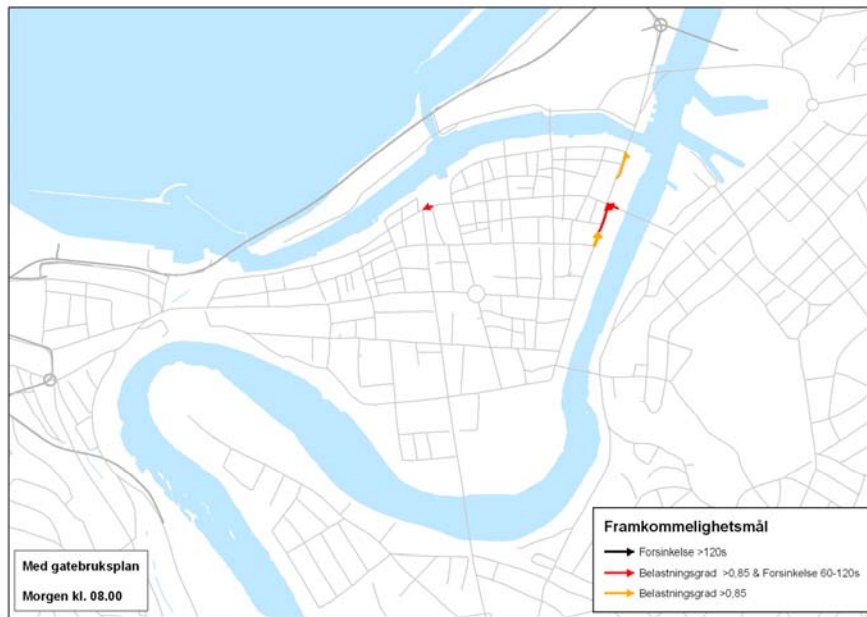 Med gatebruksplan
Morgen kl. 08.00
Framkommelighetsmål
Forsinkelse >120s
Belastningsgrad >0,85 & Forsinkelse 60-120s
Belastningsgrad >0,85